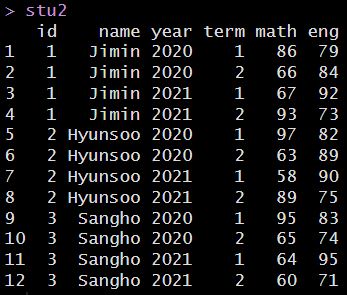 > stu2
   id    name year term math eng
1   1   Jimin 2020    1   86  79
2   1   Jimin 2020    2   66  84
3   1   Jimin 2021    1   67  92
4   1   Jimin 2021    2   93  73
5   2 Hyunsoo 2020    1   97  82
6   2 Hyunsoo 2020    2   63  89
7   2 Hyunsoo 2021    1   58  90
8   2 Hyunsoo 2021    2   89  75
9   3  Sangho 2020    1   95  83
10  3  Sangho 2020    2   65  74
11  3  Sangho 2021    1   64  95
12  3  Sangho 2021    2   60  71